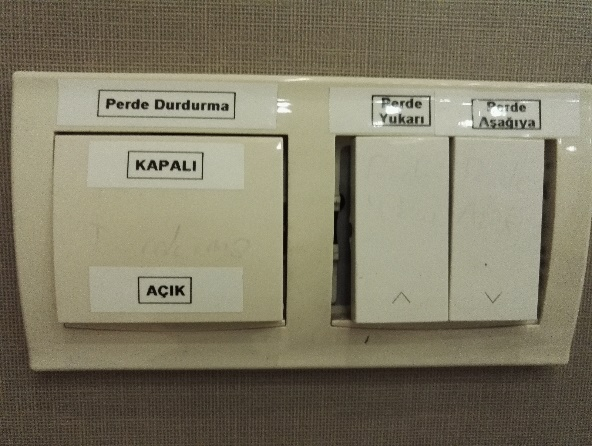 Perde Durdurma
KAPALI
AÇIK
Perde
Yukarı
Perde
Aşağıya